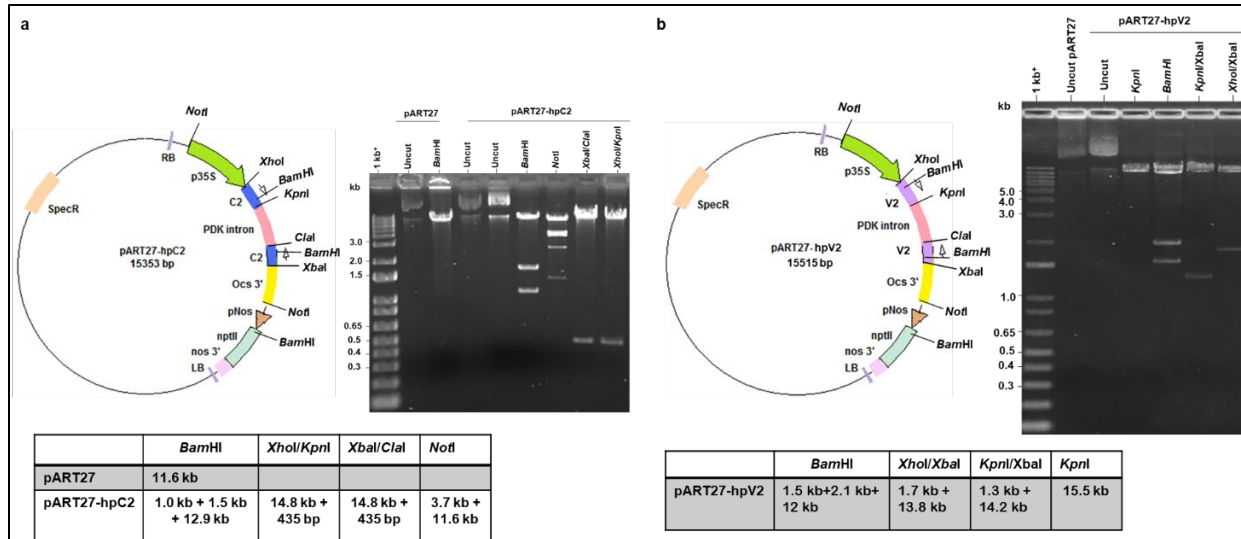 a
NotI
RB
p35S
XhoI
BamHI
KpnI
C2
SpecR
PDK intron
ClaI
BamHI
C2
XbaI
pART27-hpC2
15353 bp
Ocs 3'
NotI
pNos
nptII
BamHI
nos 3'
LB
pART27
pART27-hpC2
1 kb+
Uncut
BamHI
Uncut
Uncut
BamHI
NotI
XbaI/ClaI
XhoI/KpnI
kb
3.0
2.0
1.5
0.65
0.5
0.4
0.3
BamHI XhoI/KpnI XbaI/ClaI NotI
pART27 11.6 kb
pART27-hpC2 1.0 kb + 1.5 kb + 12.9 kb 14.8 kb + 435 bp 14.8 kb + 435 bp 3.7 kb + 11.6 kb
b
NotI
RB
p35S
XhoI
BamHI
KpnI
V2
SpecR
PDK intron
ClaI
BamHI
V2
XbaI
pART27-hpV2
15515 bp
Ocs 3'
NotI
pNos
nptII
BamHI
nos 3'
LB
pART27-hpV2
1 kb+
Uncut pART27
Uncut
KpnI
BamHI
KpnI/XbaI
XhoI/XbaI
kb
5.0
4.0
3.0
1.0
0.65
0.5
0.4
0.3
BamHI XhoI/XbaI KpnI/XbaI KpnI
pART27-hpV2 1.5 kb+2.1 kb+ 12 kb 1.7 kb + 13.8 kb 1.3 kb + 14.2 kb 15.5 kb